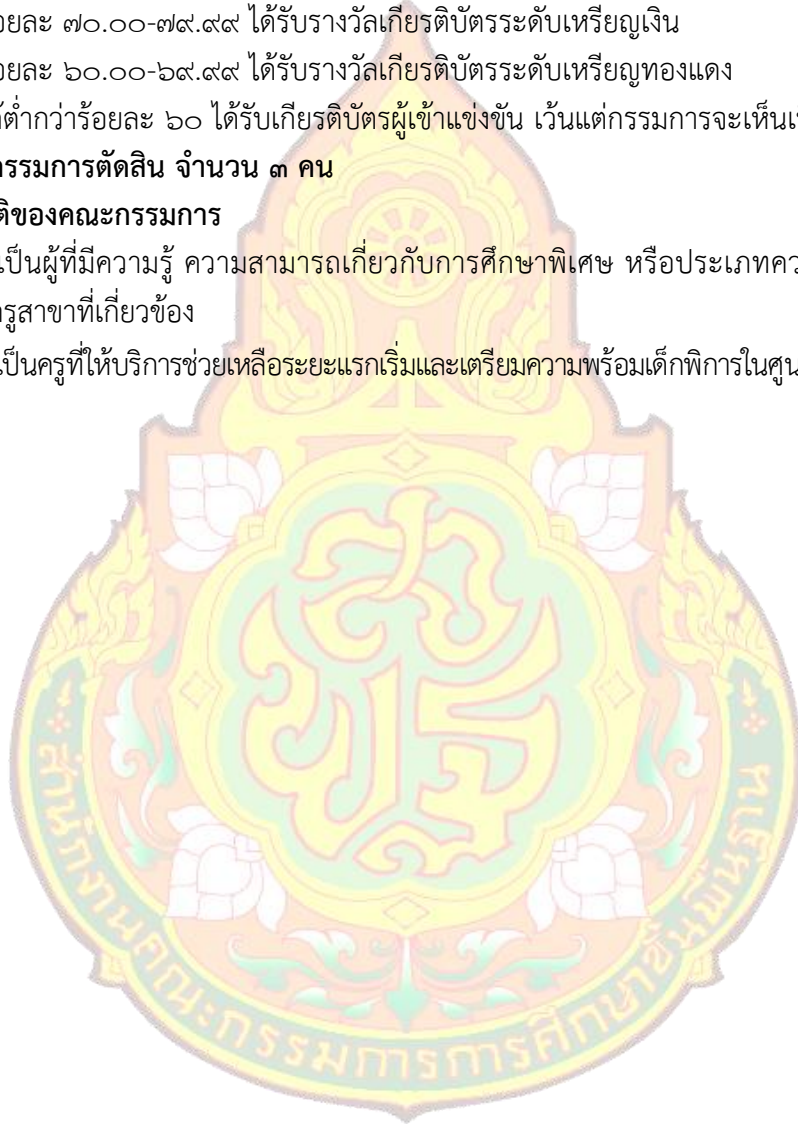 อยละ ๗๐.๐๐-๗๙.๙๙ ได้รับรางวัลเกียรติบัตรระดับเหรียญเงิน
อยละ ๖๐.๐๐-๖๙.๙๙ ได้รับรางวัลเกียรติบัตรระดับเหรียญทองแดง
ต่ำกว่าร้อยละ ๖๐ ได้รับเกียรติบัตรผู้เข้าแข่งขัน เว้นแต่กรรมการจะเห็นเ
กรรมการตัดสิน จำนวน ๓ คน
ติของคณะกรรมการ
เป็นผู้ที่มีความรู้ ความสามารถเกี่ยวกับการศึกษาพิเศษ หรือประเภทคว
ครูสาขาที่เกี่ยวข้อง
เป็นครูที่ให้บริการช่วยเหลือระยะแรกเริ่มและเตรียมความพร้อมเด็กพิการในศูน
สพฐ
สำนักงานคณะกรรมการการศึกษาขั้นพื้นฐาน